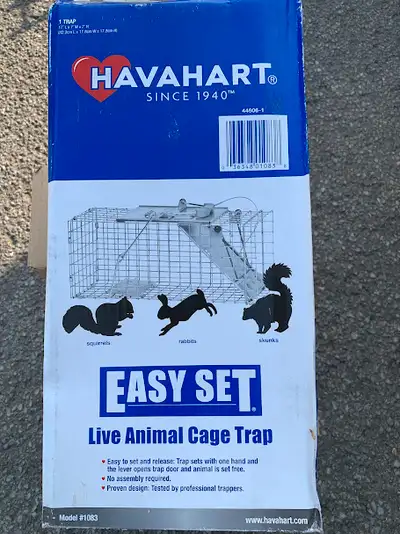 1 TRAP
HAVAHART®
SINCE 1940™
44606-1
squirrels
rabbits
skunks
EASY SET®
Live Animal Cage Trap
♥ Easy to set and release: Trap sets with one hand and
the lever opens trap door and animal is set free.
♥ No assembly required.
♥ Proven design: Tested by professional trappers.
Model #1083
www.havahart.com